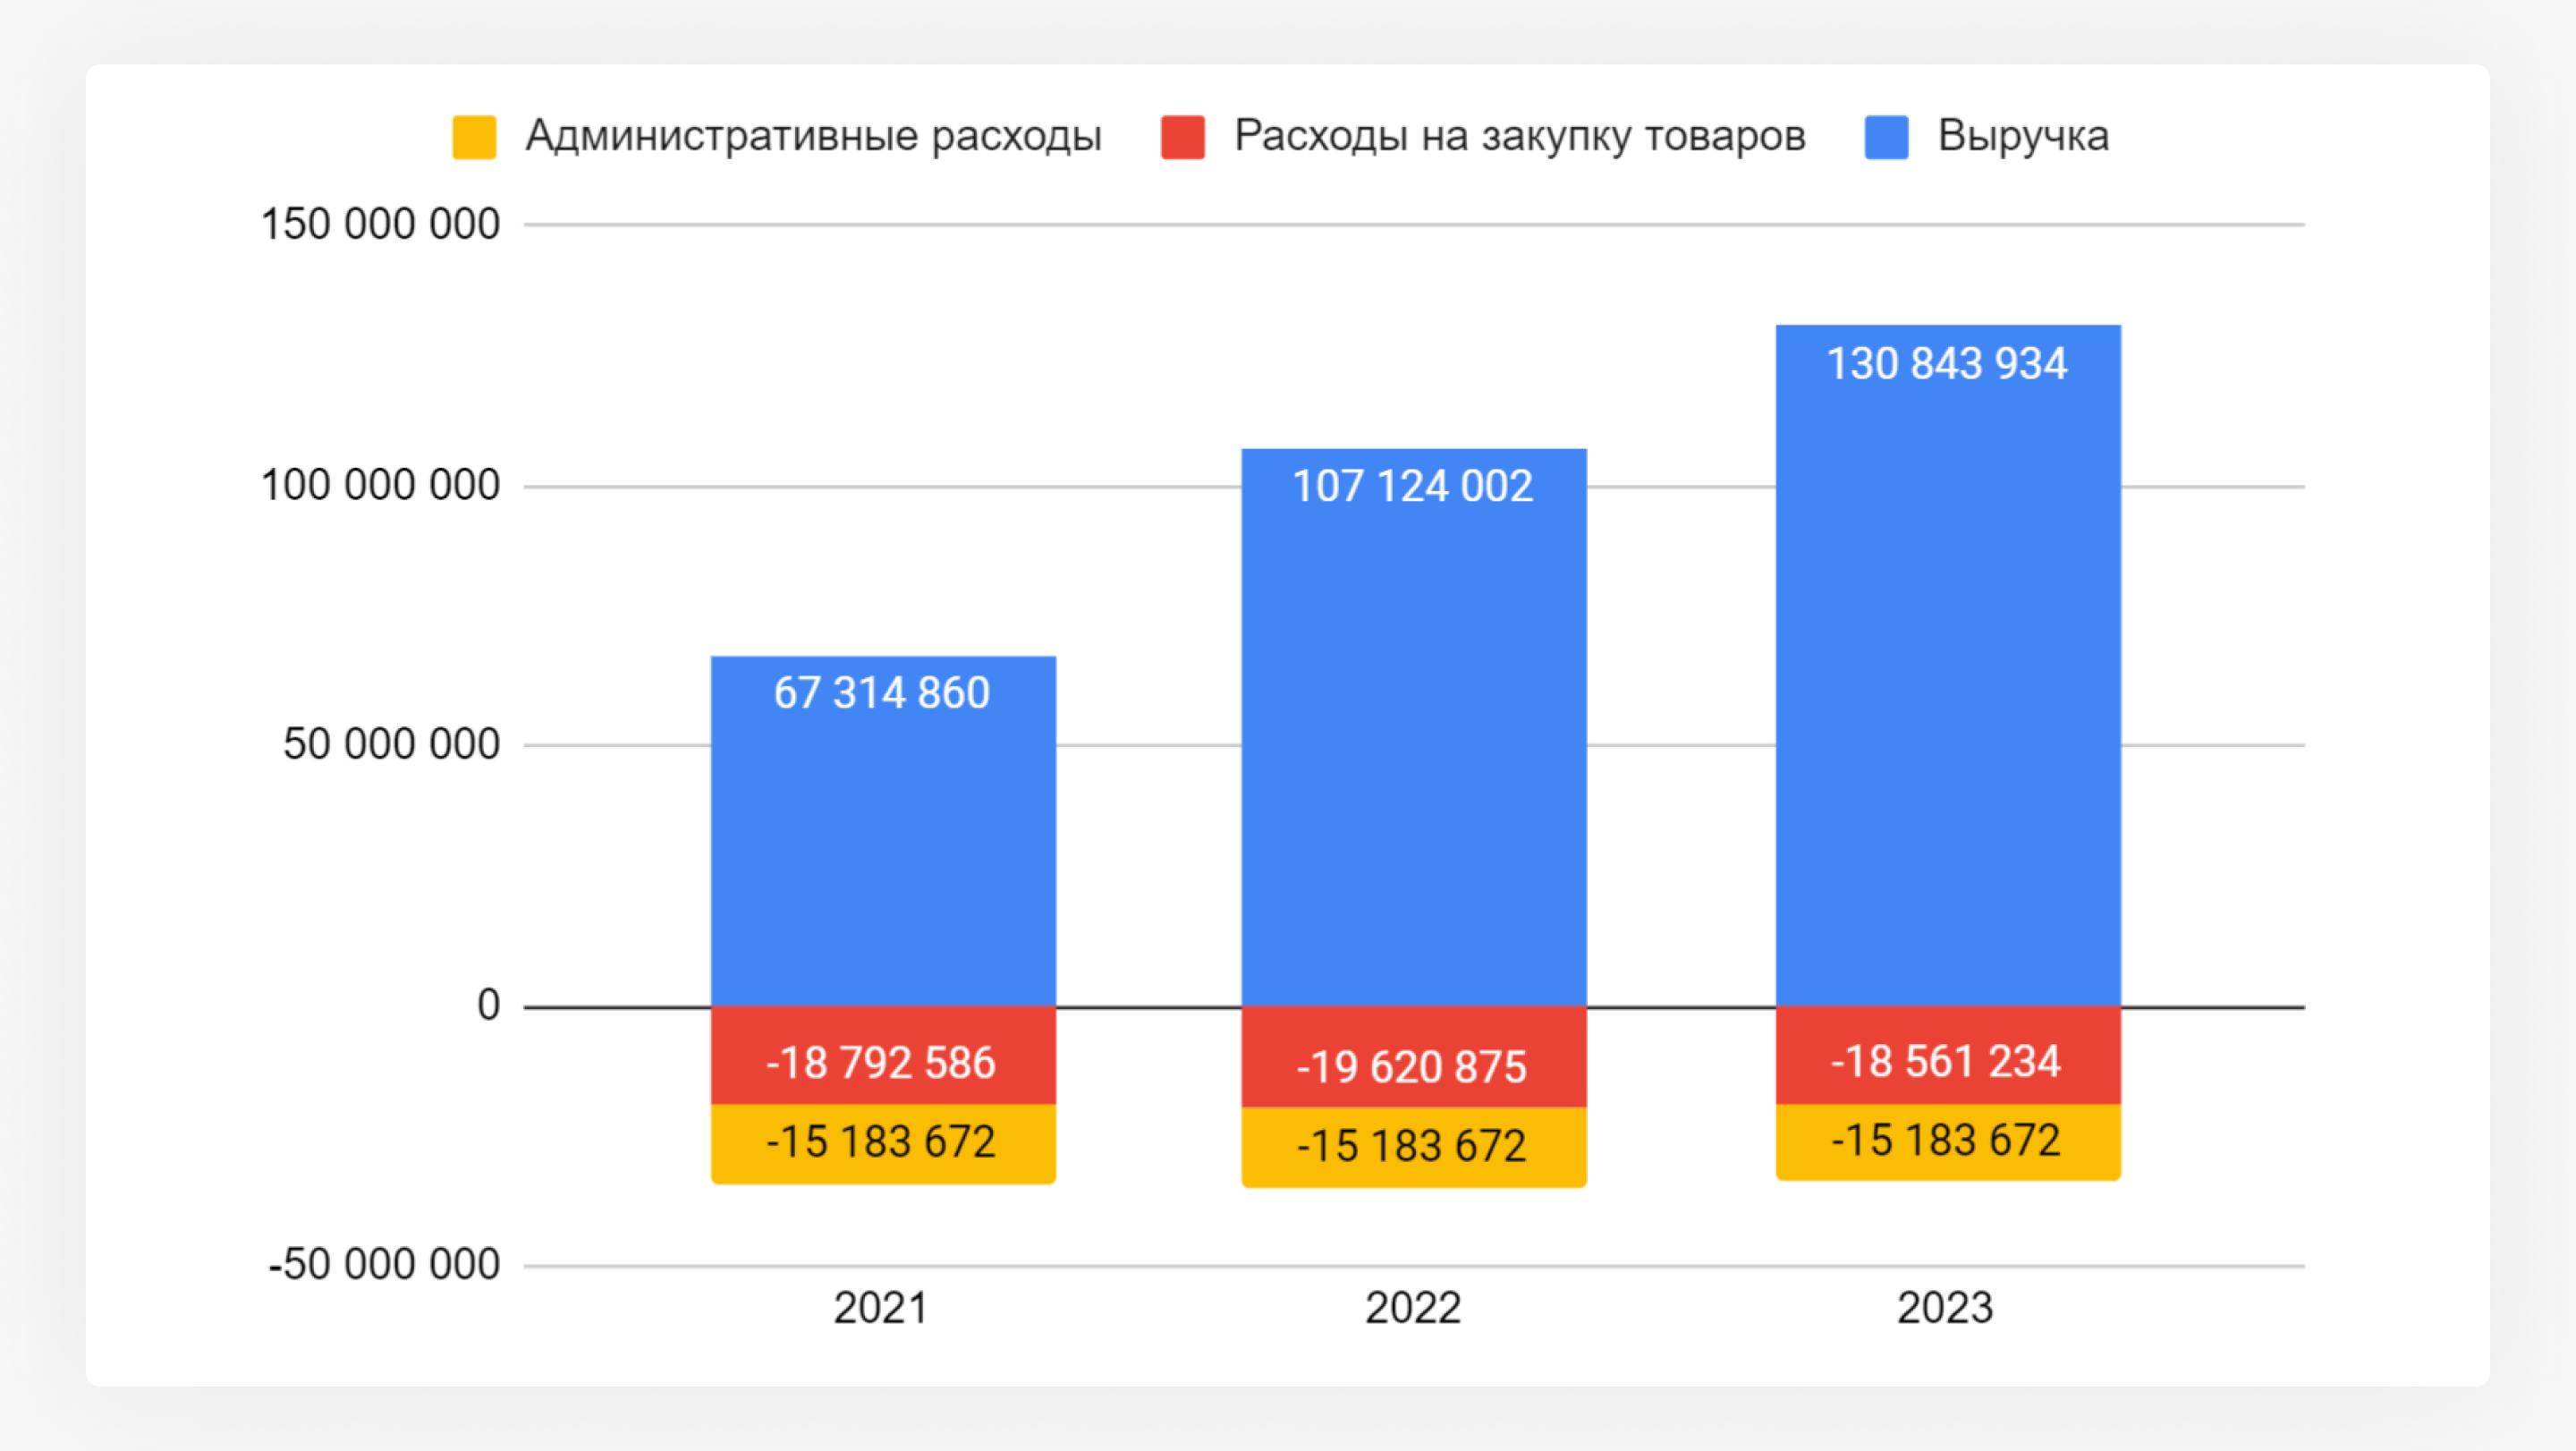 Административные расходы Расходы на закупку товаров Выручка
150 000 000
130 843 934
100 000 000
107 124 002
67 314 860
50 000 000
0
-18 792 586
-19 620 875
-18 561 234
-15 183 672
-15 183 672
-15 183 672
-50 000 000
2021 2022 2023